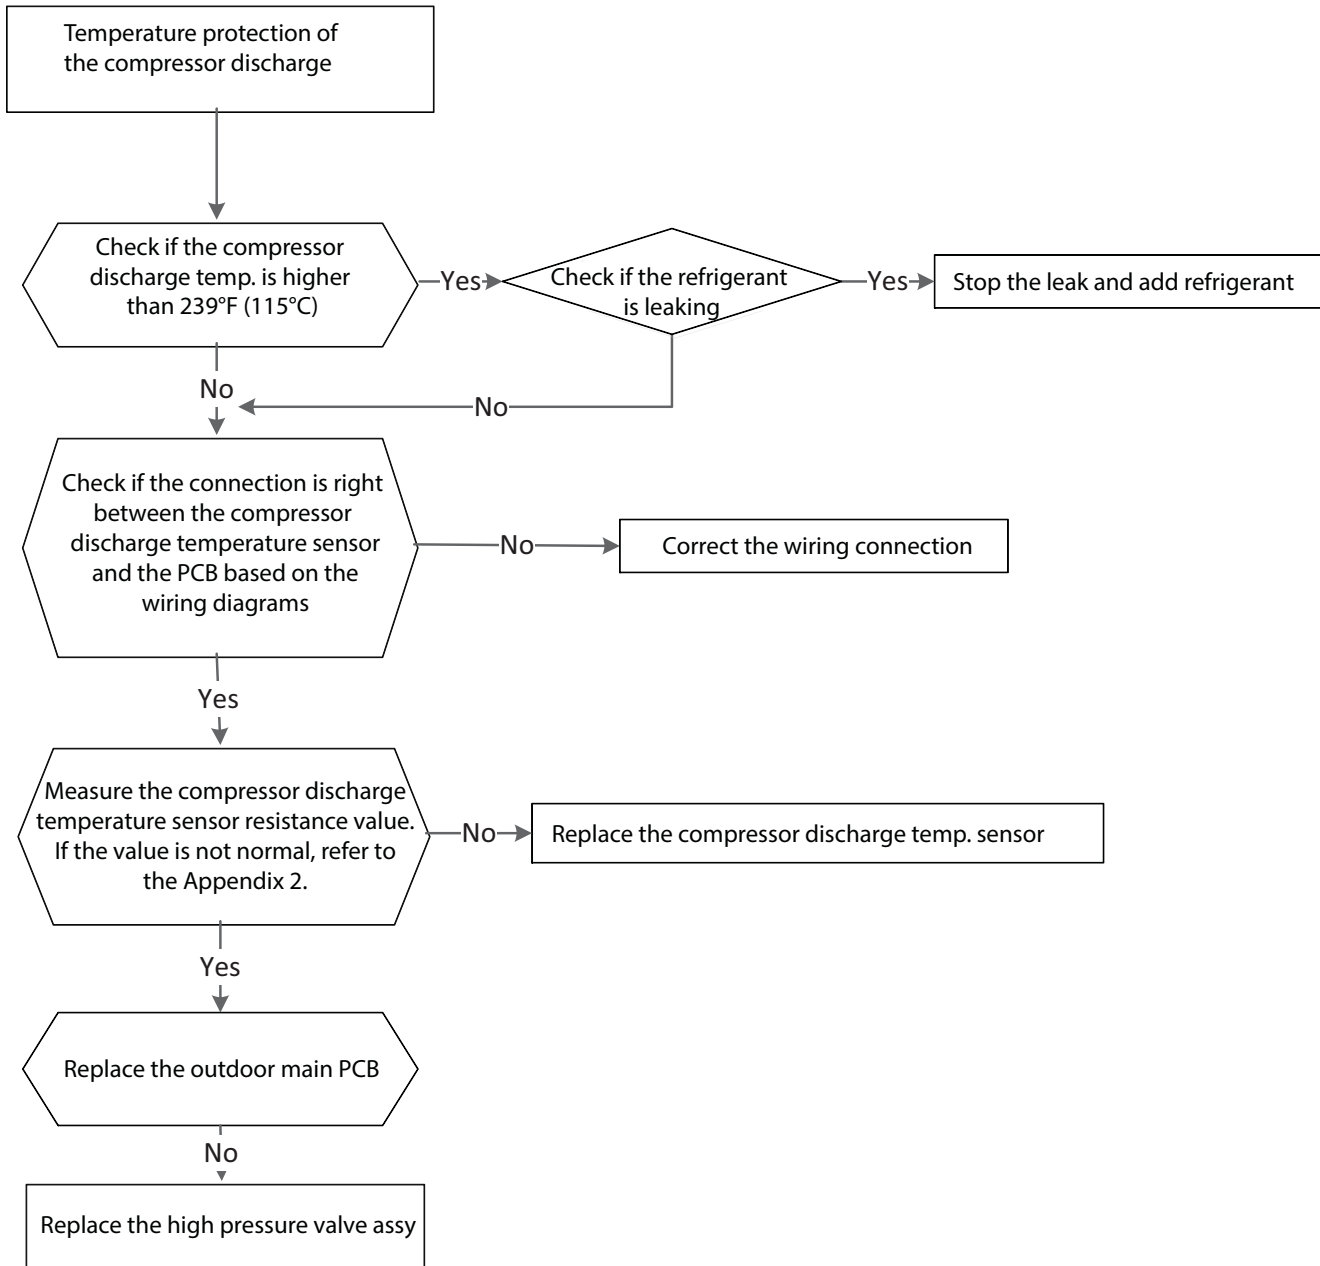 Temperature protection of
the compressor discharge
Check if the compressor
discharge temp. is higher
than 239°F (115°C)
Yes
Check if the refrigerant
is leaking
Yes
Stop the leak and add refrigerant
No
No
Check if the connection is right
between the compressor
discharge temperature sensor
and the PCB based on the
wiring diagrams
No
Correct the wiring connection
Yes
Measure the compressor discharge
temperature sensor resistance value.
If the value is not normal, refer to
the Appendix 2.
No
Replace the compressor discharge temp. sensor
Yes
Replace the outdoor main PCB
No
Replace the high pressure valve assy